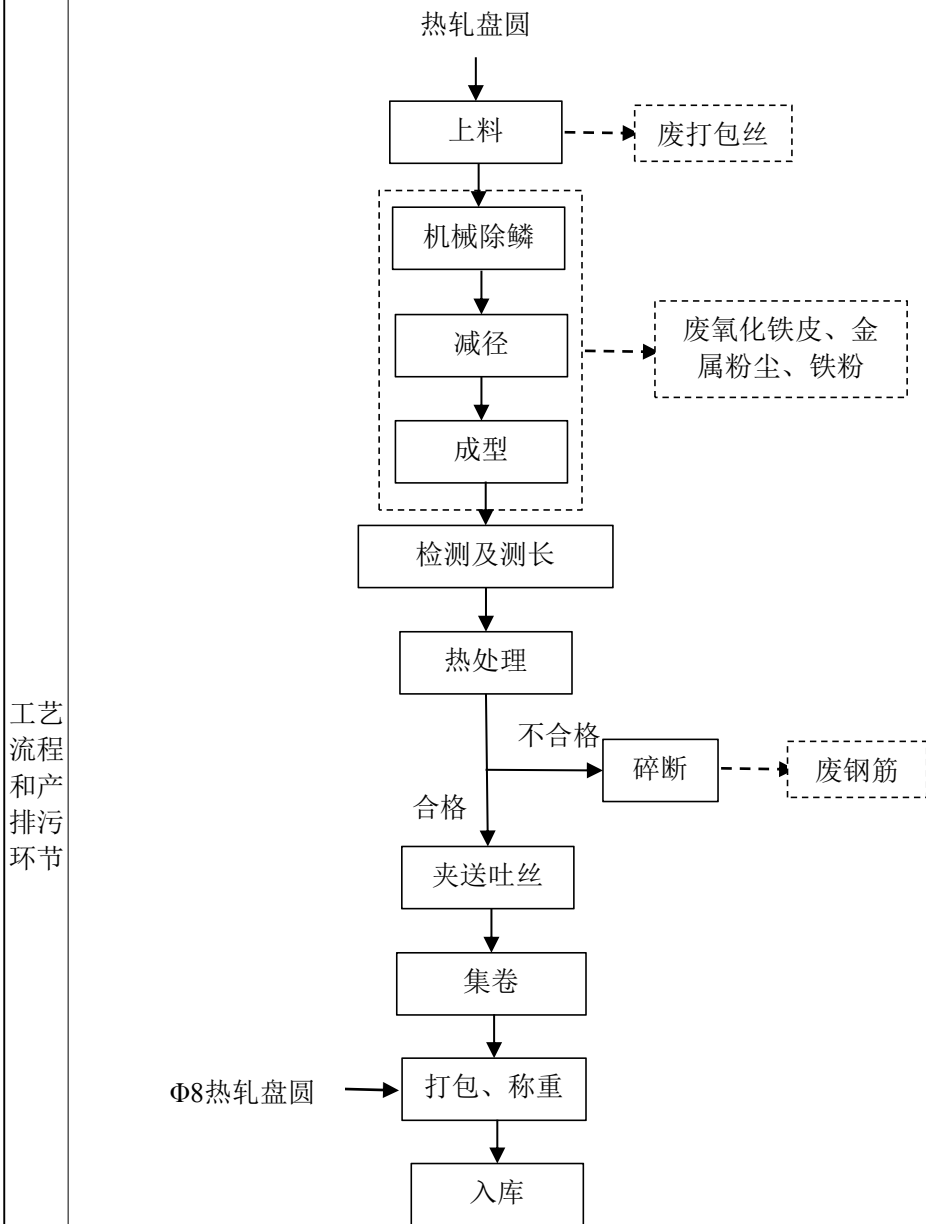 热轧盘圆
上料
废打包丝
机械除鳞
减径
废氧化铁皮、金
属粉尘、铁粉
成型
检测及测长
热处理
工艺
流程
和产
排污
环节
不合格
碎断
废钢筋
合格
夹送吐丝
集卷
Φ8热轧盘圆
打包、称重
入库